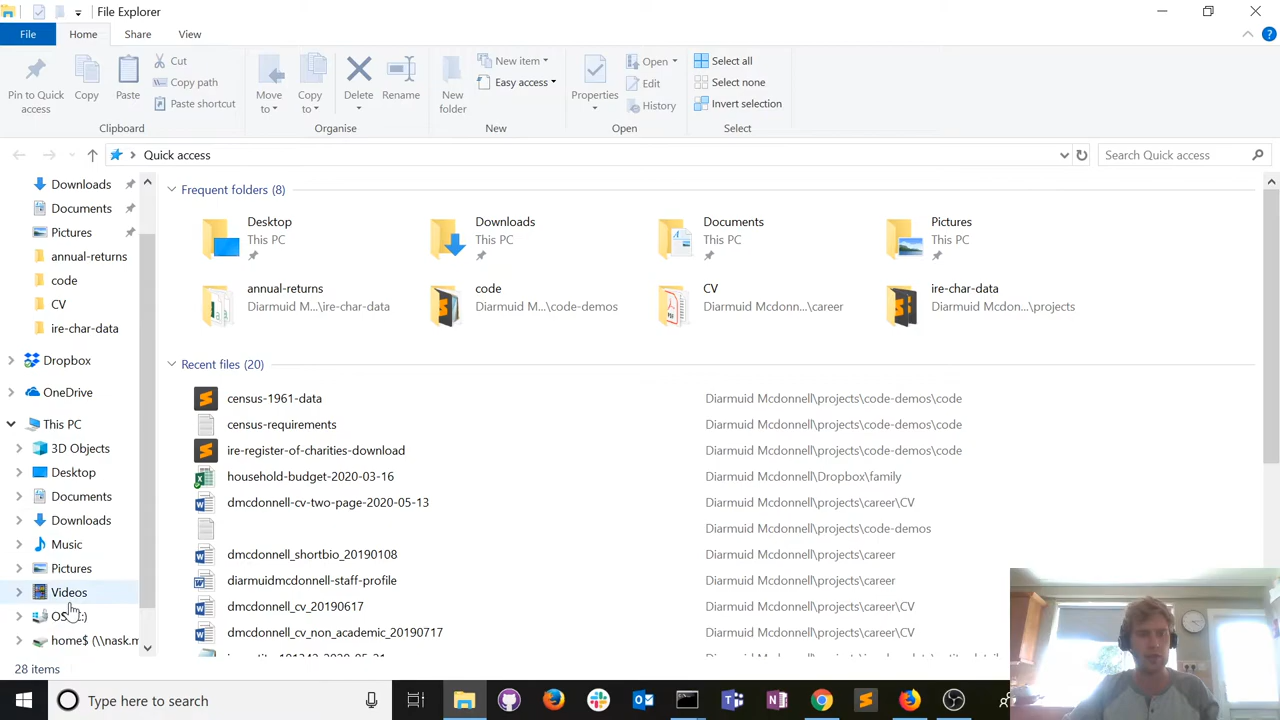 File Explorer
File Home Share View
Pin to Quick access
Copy
Paste
Cut
Copy path
Paste shortcut
Clipboard
Move to
Copy to
Delete
Rename
Organise
New folder
New item
Easy access
New
Properties
Open
Edit
History
Open
Select all
Select none
Invert selection
Select
Quick access
Search Quick access
Downloads
Documents
Pictures
annual-returns
code
CV
ire-char-data
Dropbox
OneDrive
This PC
3D Objects
Desktop
Documents
Downloads
Music
Pictures
Videos
home$ (\\nask.m
Frequent folders (8)
Desktop
This PC
Downloads
This PC
Documents
This PC
Pictures
This PC
annual-returns
Diarmuid M...\ire-char-data
code
Diarmuid M...\code-demos
CV
Diarmuid Mcdonn...\career
ire-char-data
Diarmuid Mcdon...\projects
Recent files (20)
census-1961-data Diarmuid Mcdonnell\projects\code-demos\code
census-requirements Diarmuid Mcdonnell\projects\code-demos\code
ire-register-of-charities-download Diarmuid Mcdonnell\projects\code-demos\code
household-budget-2020-03-16 Diarmuid Mcdonnell\Dropbox\family
dmcdonnell-cv-two-page-2020-05-13 Diarmuid Mcdonnell\projects\career\CV
Diarmuid Mcdonnell\projects\code-demos
dmcdonnell_shortbio_20190108 Diarmuid Mcdonnell\projects\career
diarmuidmcdonnell-staff-profile Diarmuid Mcdonnell\projects\career
dmcdonnell_cv_20190617 Diarmuid Mcdonnell\projects\career\CV
dmcdonnell_cv_non_academic_20190717 Diarmuid Mcdonnell\projects\career\CV
28 items
Type here to search